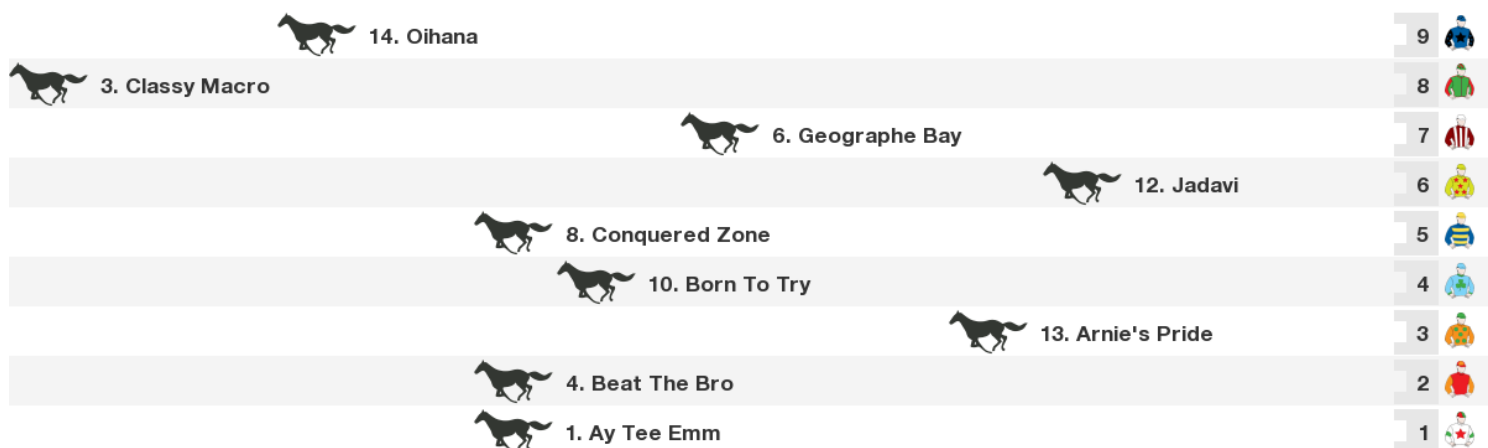 14. Oihana 9
3. Classy Macro 8
6. Geographe Bay 7
12. Jadavi 6
8. Conquered Zone 5
10. Born To Try 4
13. Arnie's Pride 3
4. Beat The Bro 2
1. Ay Tee Emm 1